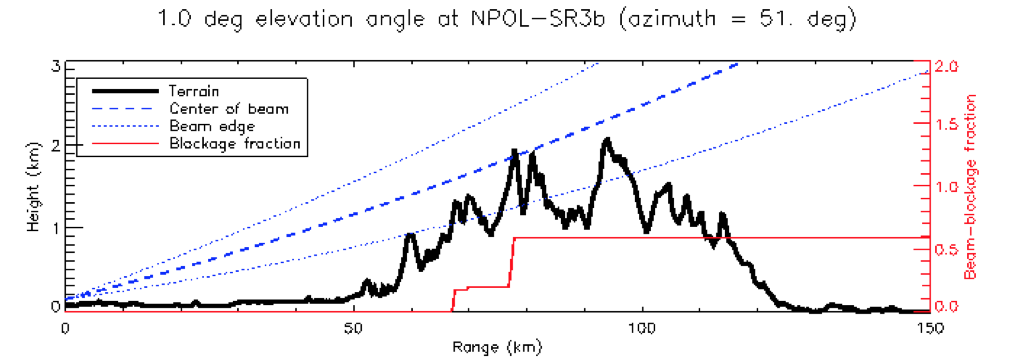 1.0 deg elevation angle at NPOL-SR3b (azimuth = 51. deg)
3
2
1
0
Height (km)
Terrain
Center of beam
Beam edge
Blockage fraction
2.0
1.5
1.0
0.5
0.0
Beam-blockage fraction
0 50 100 150
Range (km)